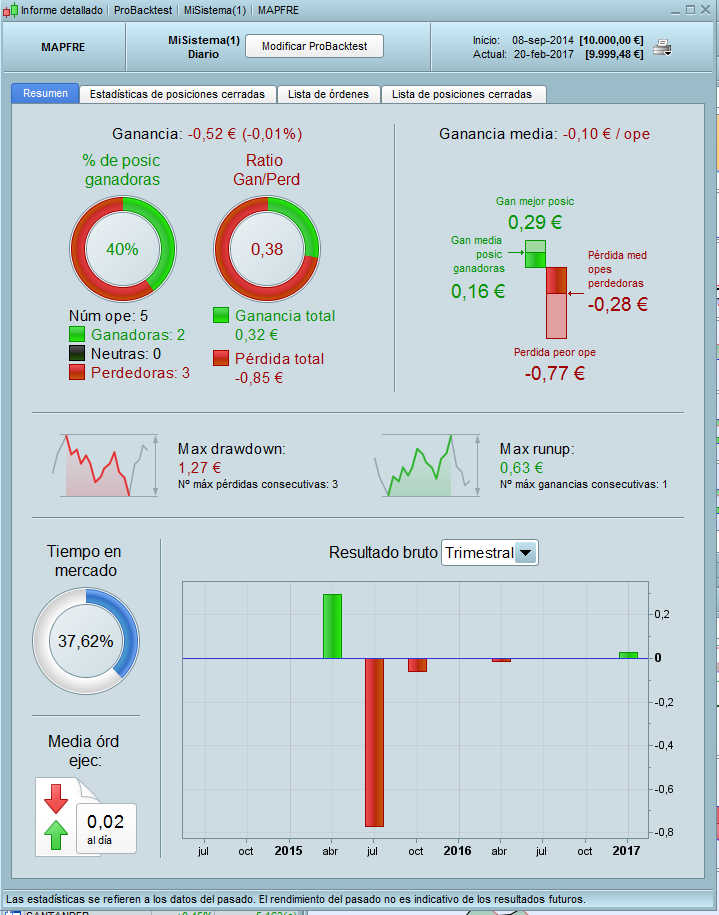 Informe detallado | ProBacktest | MiSistema(1) | MAPFRE
MAPFRE
MiSistema(1)
Diario
Modificar ProBacktest
Inicio: 08-sep-2014 [10.000,00 €]
Actual: 20-feb-2017 [9.999,48 €]
Resumen
Estadísticas de posiciones cerradas
Lista de órdenes
Lista de posiciones cerradas
Ganancia: -0,52 € (-0,01%)
% de posic
ganadoras
40%
Ratio
Gan/Perd
0,38
Núm ope: 5
Ganadoras: 2
Neutras: 0
Perdedoras: 3
Ganancia total
0,32 €
Pérdida total
-0,85 €
Ganancia media: -0,10 € / ope
Gan mejor posic
0,29 €
Gan media
posic
ganadoras
0,16 €
Pérdida med
opes
perdedoras
-0,28 €
Perdida peor ope
-0,77 €
Max drawdown:
1,27 €
Nº máx pérdidas consecutivas: 3
Max runup:
0,63 €
Nº máx ganancias consecutivas: 1
Tiempo en
mercado
37,62%
Media órd
ejec:
0,02
al día
Resultado bruto Trimestral
0,2
0
-0,2
-0,4
-0,6
-0,8
jul oct 2015 abr jul oct 2016 abr oct 2017
Las estadísticas se refieren a los datos del pasado. El rendimiento del pasado no es indicativo de los resultados futuros.